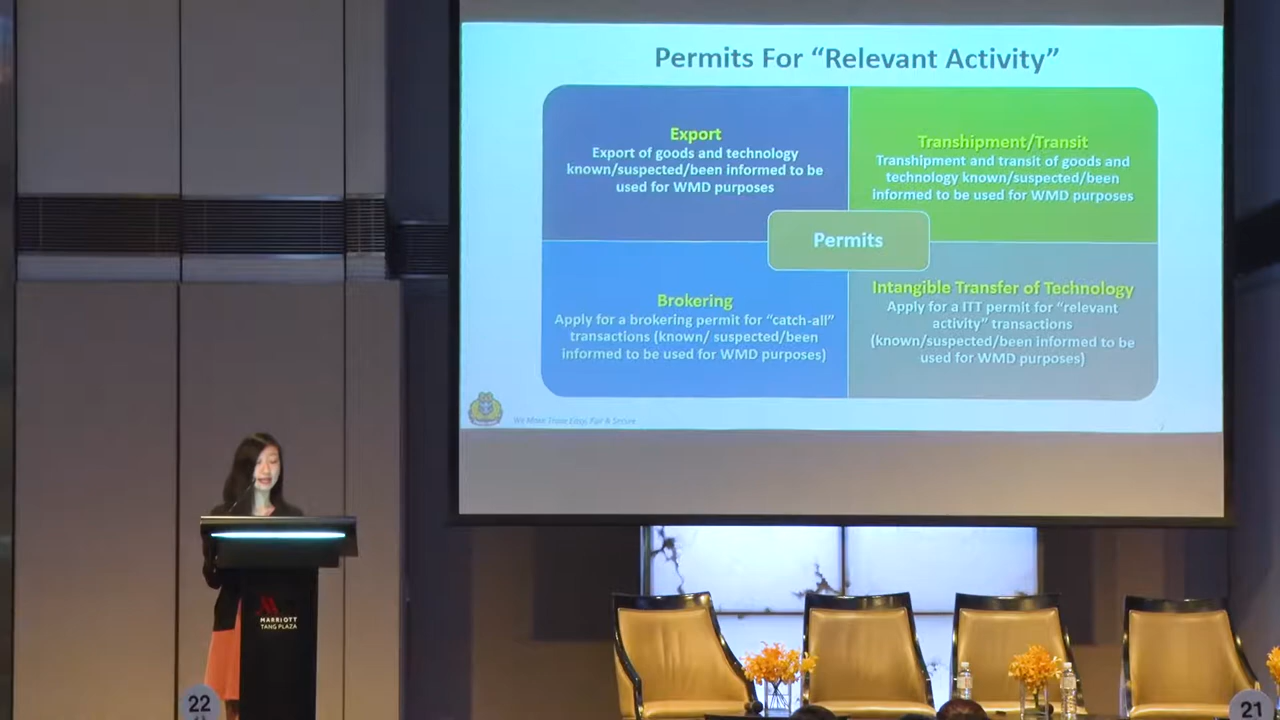 Permits For “Relevant Activity”
Export
Export of goods and technology
known/suspected/been informed to be
used for WMD purposes
Transhipment/Transit
Transhipment and transit of goods and
technology known/suspected/been
informed to be used for WMD purposes
Permits
Brokering
Apply for a brokering permit for “catch-all”
transactions (known/ suspected/been
informed to be used for WMD purposes)
Intangible Transfer of Technology
Apply for a ITT permit for “relevant
activity” transactions
(known/suspected/been informed to be
used for WMD purposes)
We Make Trade Easy, Fair & Secure
7
MARRIOTT
TANG PLAZA
22
21